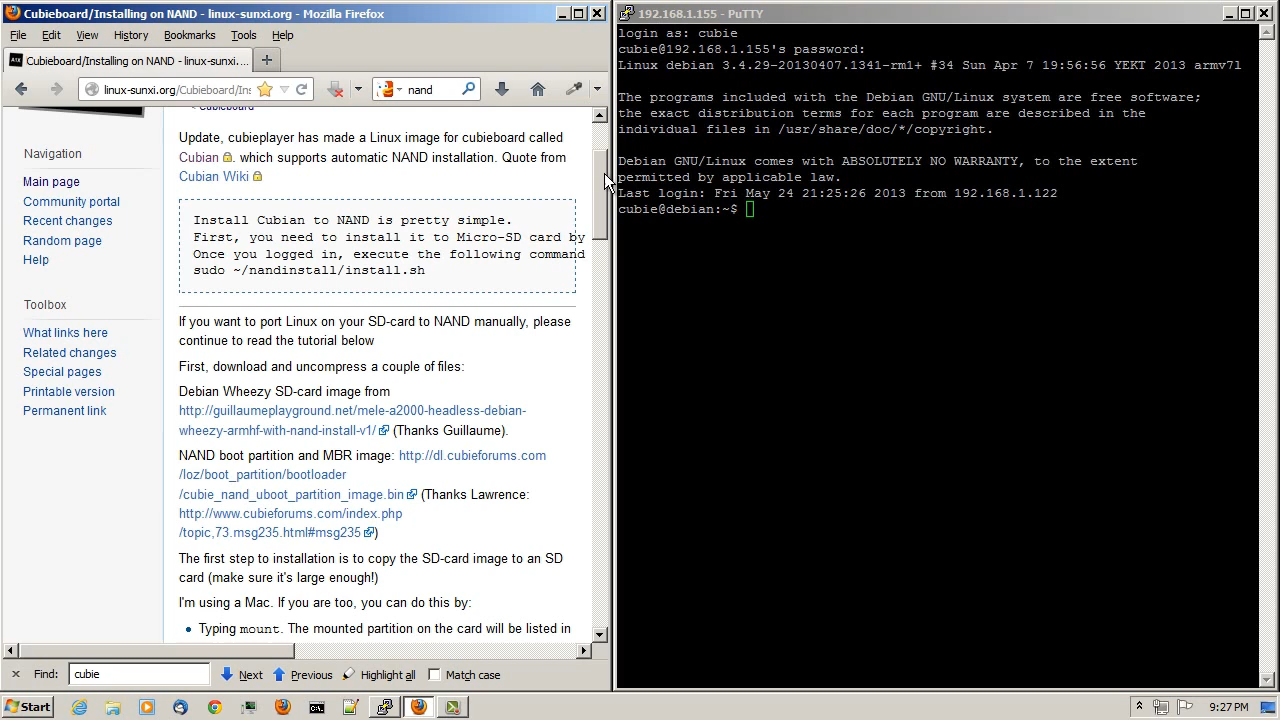 Cubieboard/Installing on NAND - linux-sunxi.org - Mozilla Firefox
File Edit View History Bookmarks Tools Help
Cubieboard/Installing on NAND - linux-sunxi....
linux-sunxi.org/Cubieboard/Ins
nand
Cubieboard
Navigation
Main page
Community portal
Recent changes
Random page
Help
Toolbox
What links here
Related changes
Special pages
Printable version
Permanent link
Update, cubieplayer has made a Linux image for cubieboard called
Cubian . which supports automatic NAND installation. Quote from
Cubian Wiki
Install Cubian to NAND is pretty simple.
First, you need to install it to Micro-SD card by
Once you logged in, execute the following command
sudo ~/nandinstall/install.sh
If you want to port Linux on your SD-card to NAND manually, please
continue to read the tutorial below
First, download and uncompress a couple of files:
Debian Wheezy SD-card image from
http://guillaumeplayground.net/mele-a2000-headless-debian-
wheezy-armhf-with-nand-install-v1/ (Thanks Guillaume).
NAND boot partition and MBR image: http://dl.cubieforums.com
/loz/boot_partition/bootloader
/cubie_nand_uboot_partition_image.bin (Thanks Lawrence:
http://www.cubieforums.com/index.php
/topic,73.msg235.html#msg235 )
The first step to installation is to copy the SD-card image to an SD
card (make sure it's large enough!)
I'm using a Mac. If you are too, you can do this by:
• Typing mount. The mounted partition on the card will be listed in
Find: cubie Next Previous Highlight all Match case
192.168.1.155 - PuTTY
login as: cubie
cubie@192.168.1.155's password:
Linux debian 3.4.29-20130407.1341-rm1+ #34 Sun Apr 7 19:56:56 YEKT 2013 armv7l
The programs included with the Debian GNU/Linux system are free software;
the exact distribution terms for each program are described in the
individual files in /usr/share/doc/*/copyright.
Debian GNU/Linux comes with ABSOLUTELY NO WARRANTY, to the extent
permitted by applicable law.
Last login: Fri May 24 21:25:26 2013 from 192.168.1.122
cubie@debian:~$
Start
9:27 PM